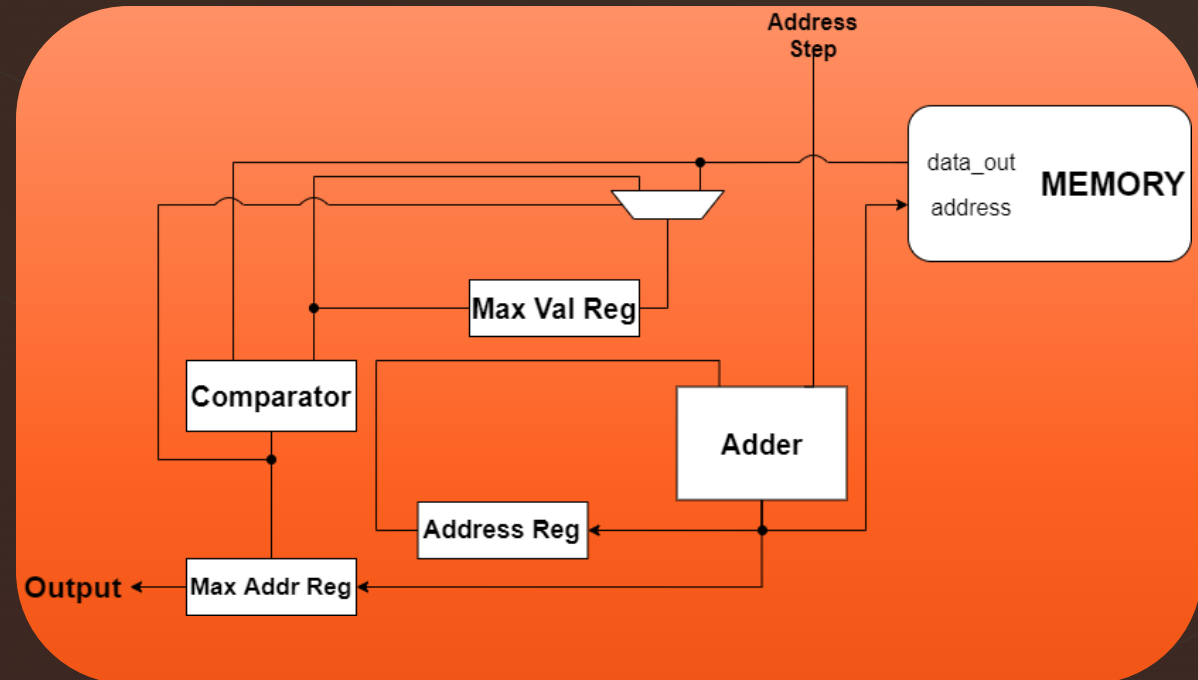 Address
Step
data_out
MEMORY
address
Max Val Reg
Comparator
Adder
Address Reg
Output
Max Addr Reg